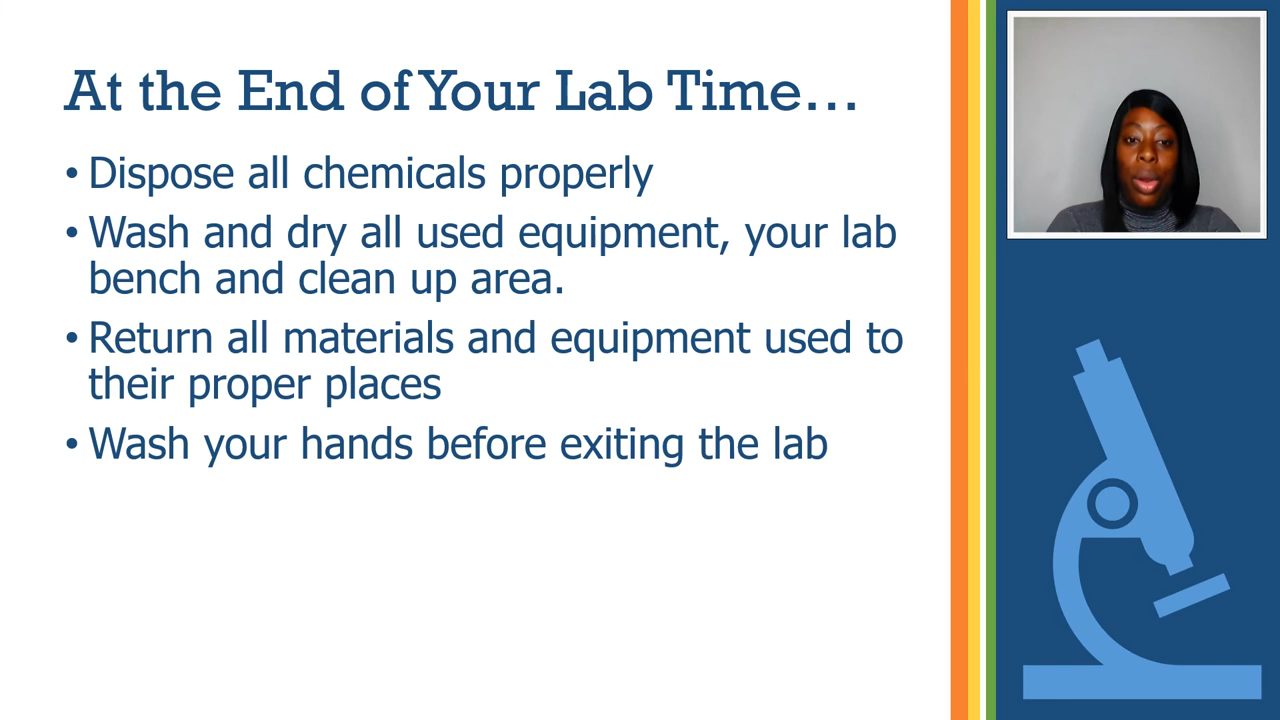 At the End of Your Lab Time…
• Dispose all chemicals properly
• Wash and dry all used equipment, your lab
bench and clean up area.
• Return all materials and equipment used to
their proper places
• Wash your hands before exiting the lab